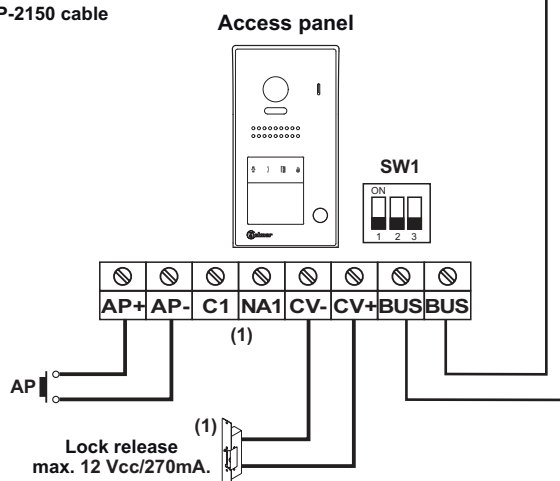 P-2150 cable
Access panel
Golmar
SW1
ON
1 2 3
AP+ AP- C1 NA1 CV- CV+ BUS BUS
(1)
AP
(1)
Lock release
max. 12 Vcc/270mA.